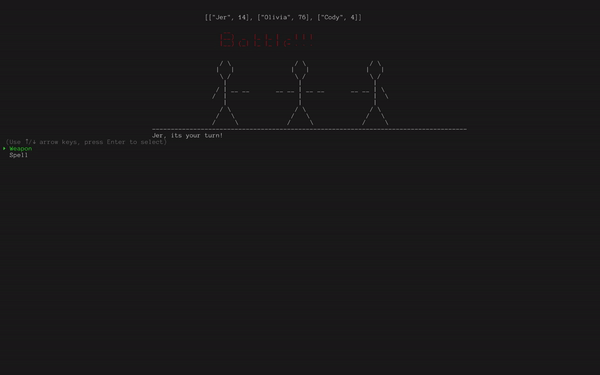 [["Jer", 14], ["Olivia", 76], ["Cody", 4]]
Battle!!!
Jer, its your turn!
(Use ↑/↓ arrow keys, press Enter to select)
‣ Weapon
Spell